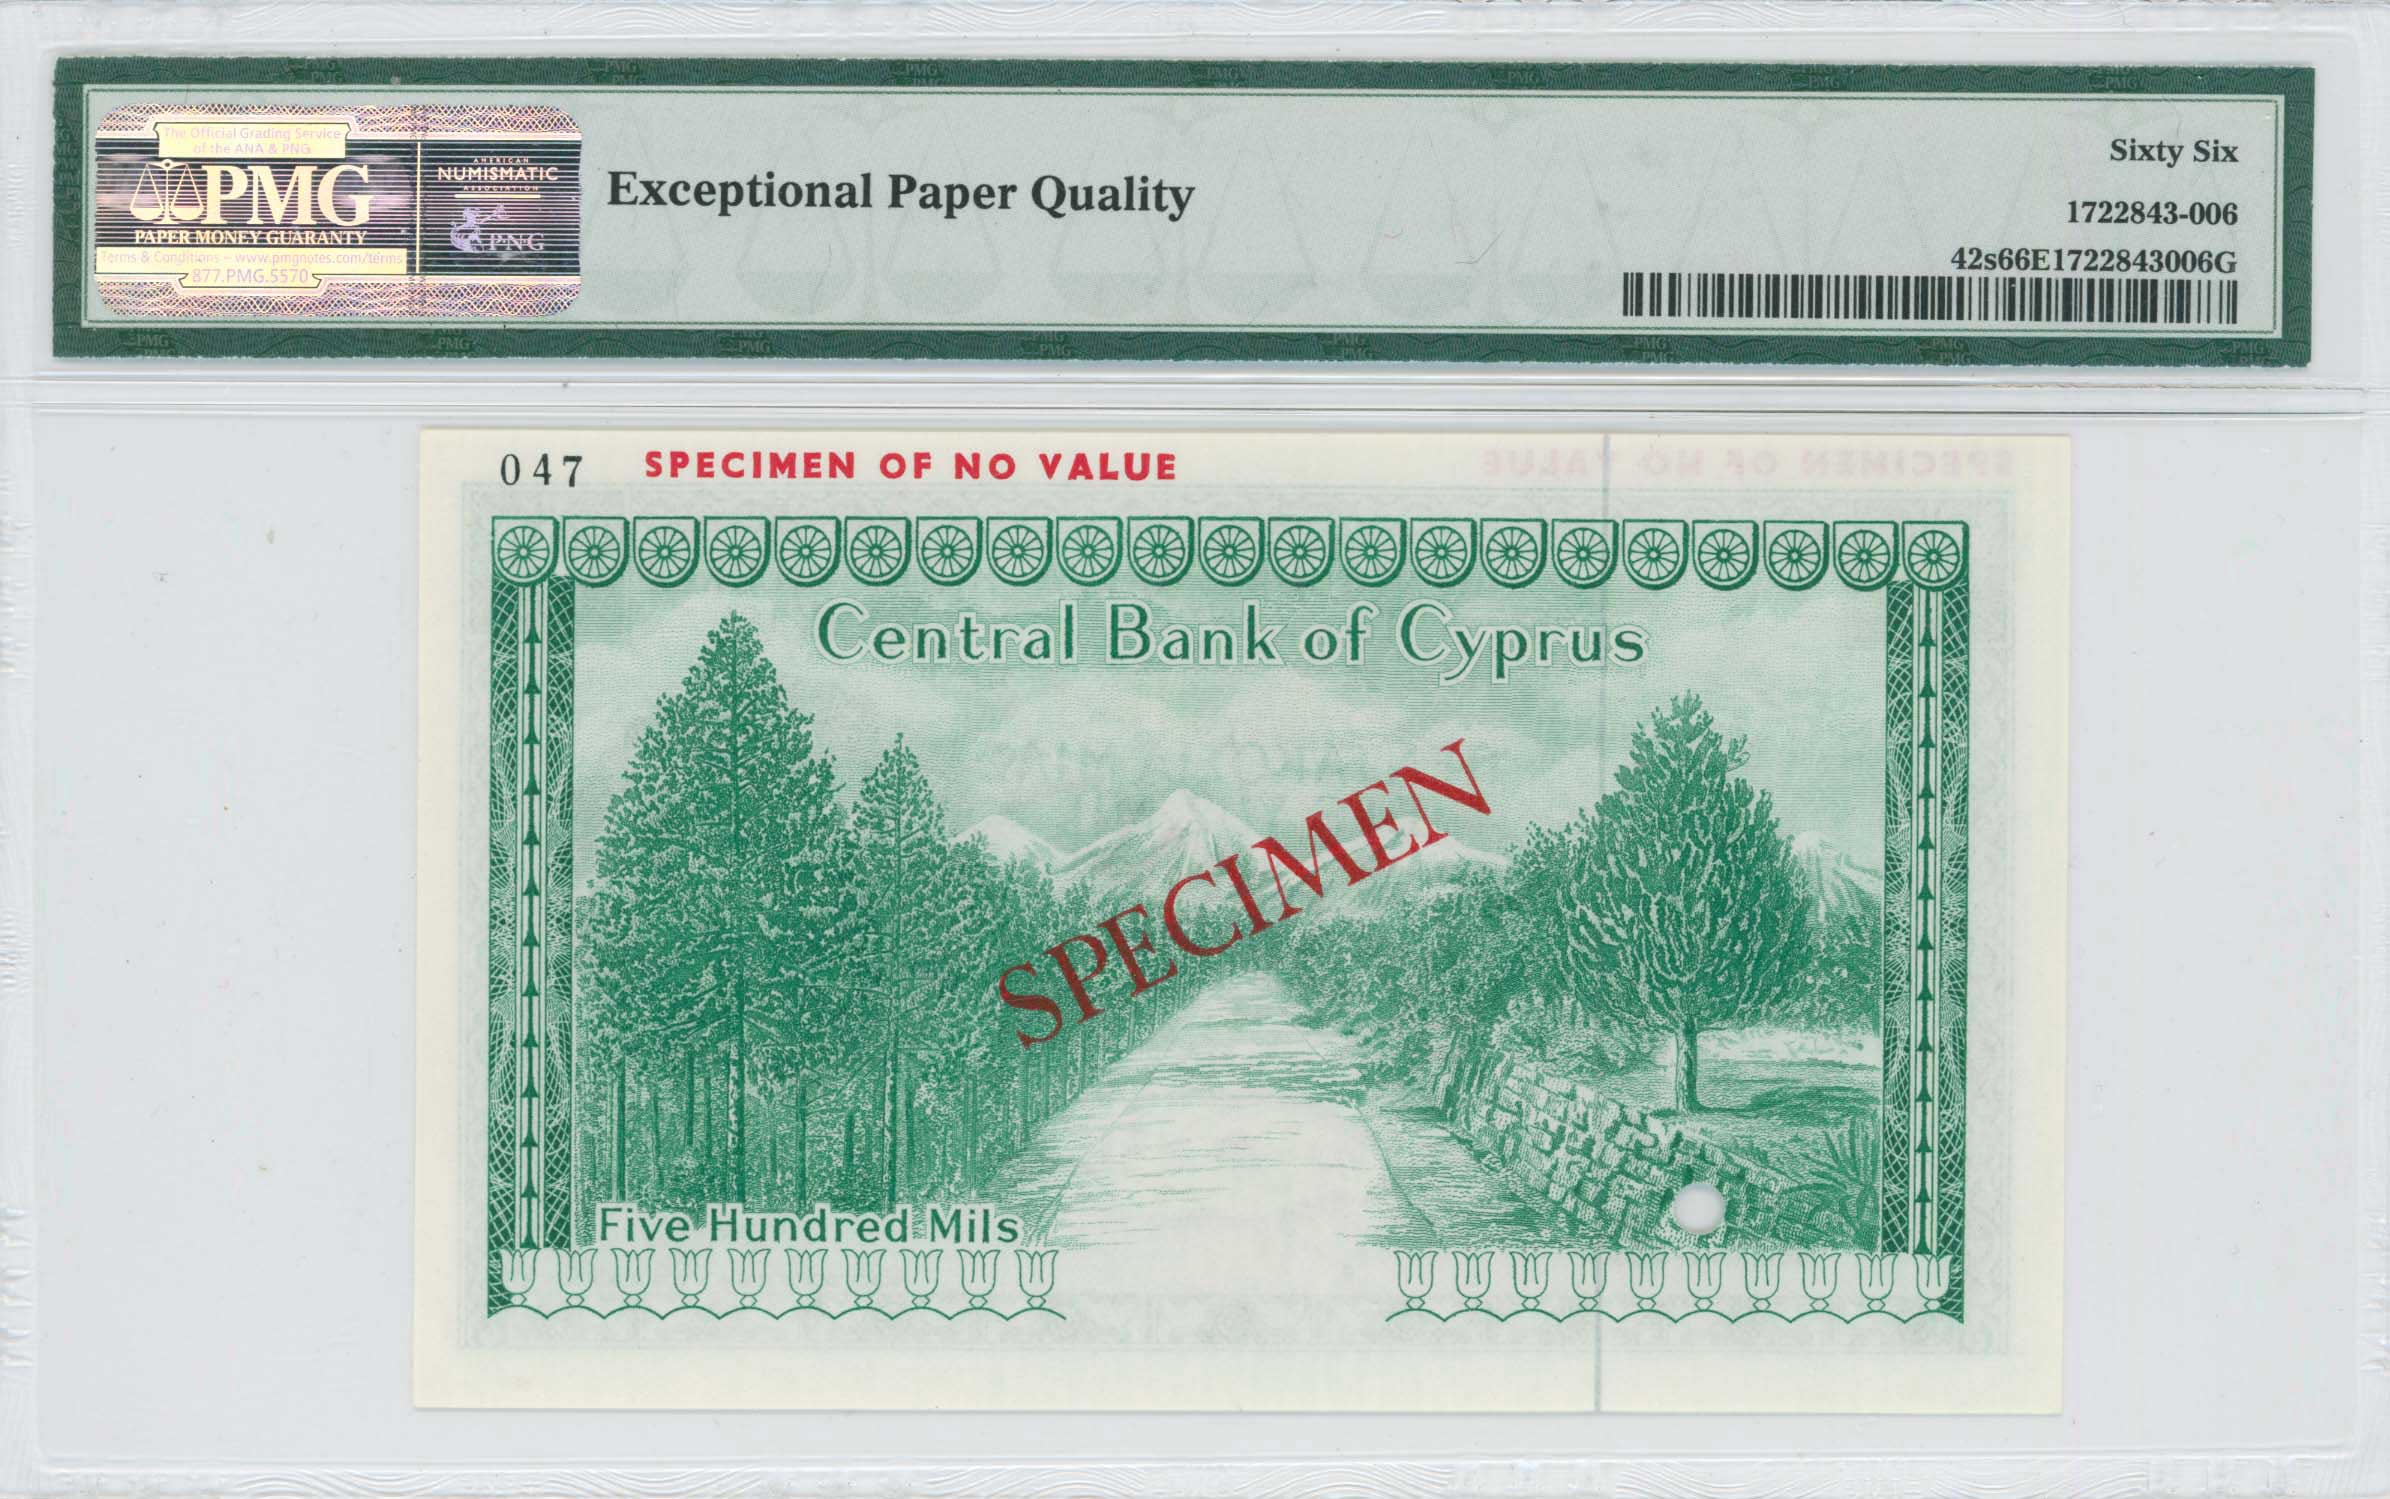 The Official Grading Service
of the ANA & PNG
PMG
PAPER MONEY GUARANTY
Terms & Conditions – www.pmgnotes.com/terms
877.PMG.5570
AMERICAN
NUMISMATIC
ASSOCIATION
P·N·G
Exceptional Paper Quality
Sixty Six
1722843-006
42s66E1722843006G
047 SPECIMEN OF NO VALUE
Central Bank of Cyprus
SPECIMEN
Five Hundred Mils